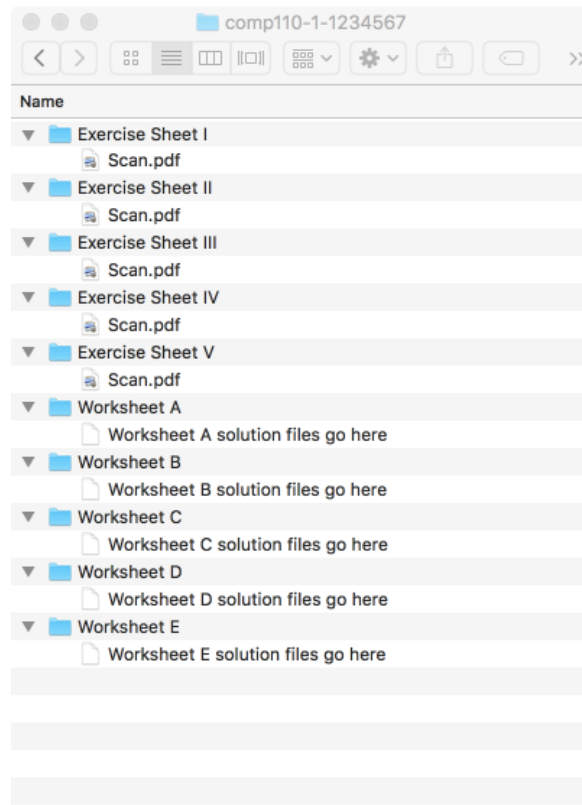 comp110-1-1234567
Name
Exercise Sheet I
Scan.pdf
Exercise Sheet II
Scan.pdf
Exercise Sheet III
Scan.pdf
Exercise Sheet IV
Scan.pdf
Exercise Sheet V
Scan.pdf
Worksheet A
Worksheet A solution files go here
Worksheet B
Worksheet B solution files go here
Worksheet C
Worksheet C solution files go here
Worksheet D
Worksheet D solution files go here
Worksheet E
Worksheet E solution files go here